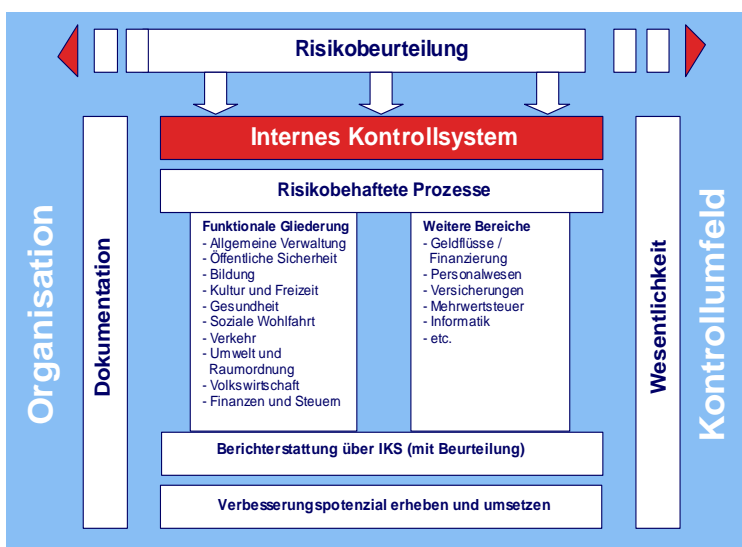 Risikobeurteilung
Internes Kontrollsystem
Risikobehaftete Prozesse
Organisation
Dokumentation
Funktionale Gliederung
- Allgemeine Verwaltung
- Öffentliche Sicherheit
- Bildung
- Kultur und Freizeit
- Gesundheit
- Soziale Wohlfahrt
- Verkehr
- Umwelt und
Raumordnung
- Volkswirtschaft
- Finanzen und Steuern
Weitere Bereiche
- Geldflüsse /
Finanzierung
- Personalwesen
- Versicherungen
- Mehrwertsteuer
- Informatik
- etc.
Wesentlichkeit
Kontrollumfeld
Berichterstattung über IKS (mit Beurteilung)
Verbesserungspotenzial erheben und umsetzen